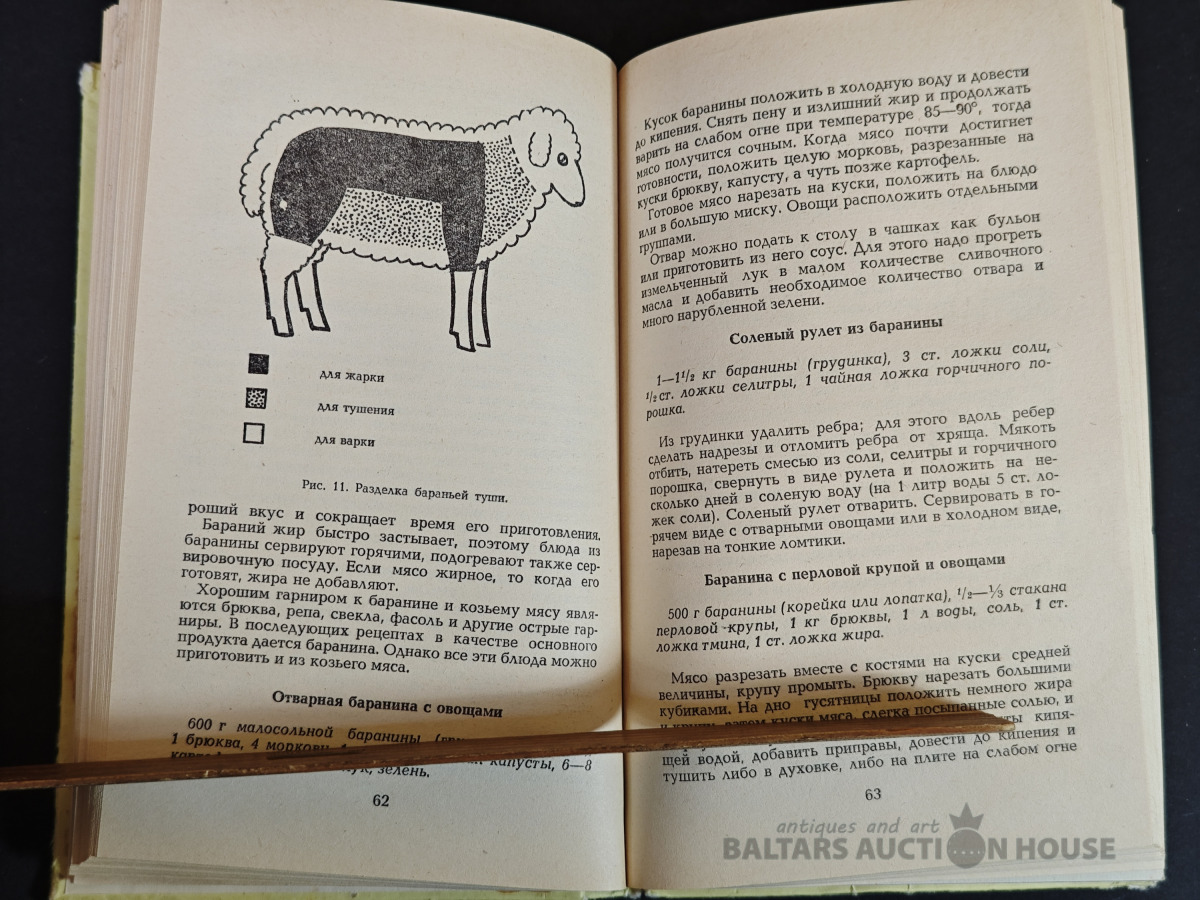 для жарки
для тушения
для варки
Рис. 11. Разделка бараньей туши.
роший вкус и сокращает время его приготовления.
Бараний жир быстро застывает, поэтому блюда из
баранины сервируют горячими, подогревают также сер-
вировочную посуду. Если мясо жирное, то когда его
готовят, жира не добавляют.
Хорошим гарниром к баранине и козьему мясу явля-
ются брюква, репа, свекла, фасоль и другие острые гар-
ниры. В последующих рецептах в качестве основного
продукта дается баранина. Однако все эти блюда можно
приготовить и из козьего мяса.
Отварная баранина с овощами
600 г малосольной баранины
1 брюква, 4 моркови, капусты, 6—8
зелень.
62
Кусок баранины положить в холодную воду и довести
до кипения. Снять пену и излишний жир и продолжать
варить на слабом огне при температуре 85—90°, тогда
мясо получится сочным. Когда мясо почти достигнет
готовности, положить целую морковь, разрезанные на
куски брюкву, капусту, а чуть позже картофель.
Готовое мясо нарезать на куски, положить на блюдо
или в большую миску. Овощи расположить отдельными
группами.
Отвар можно подать к столу в чашках как бульон
или приготовить из него соус. Для этого надо прогреть
измельченный лук в малом количестве сливочного
масла и добавить необходимое количество отвара и
много нарубленной зелени.
Соленый рулет из баранины
1—1¹/₂ кг баранины (грудинка), 3 ст. ложки соли,
¹/₂ ст. ложки селитры, 1 чайная ложка горчичного по-
рошка.
Из грудинки удалить ребра; для этого вдоль ребер
сделать надрезы и отломить ребра от хряща. Мякоть
отбить, натереть смесью из соли, селитры и горчичного
порошка, свернуть в виде рулета и положить на не-
сколько дней в соленую воду (на 1 литр воды 5 ст. ло-
жек соли). Соленый рулет отварить. Сервировать в го-
рячем виде с отварными овощами или в холодном виде,
нарезав на тонкие ломтики.
Баранина с перловой крупой и овощами
500 г баранины (корейка или лопатка), ¹/₂—¹/₃ стакана
перловой крупы, 1 кг брюквы, 1 л воды, соль, 1 ст.
ложка тмина, 1 ст. ложка жира.
Мясо разрезать вместе с костями на куски средней
величины, крупу промыть. Брюкву нарезать большими
кубиками. На дно гусятницы положить немного жира
и крупу, затем куски мяса, слегка посыпанные солью, и
кипя-
щей водой, добавить приправы, довести до кипения и
тушить либо в духовке, либо на плите на слабом огне
63
antiques and art
BALTARS AUCTION HOUSE